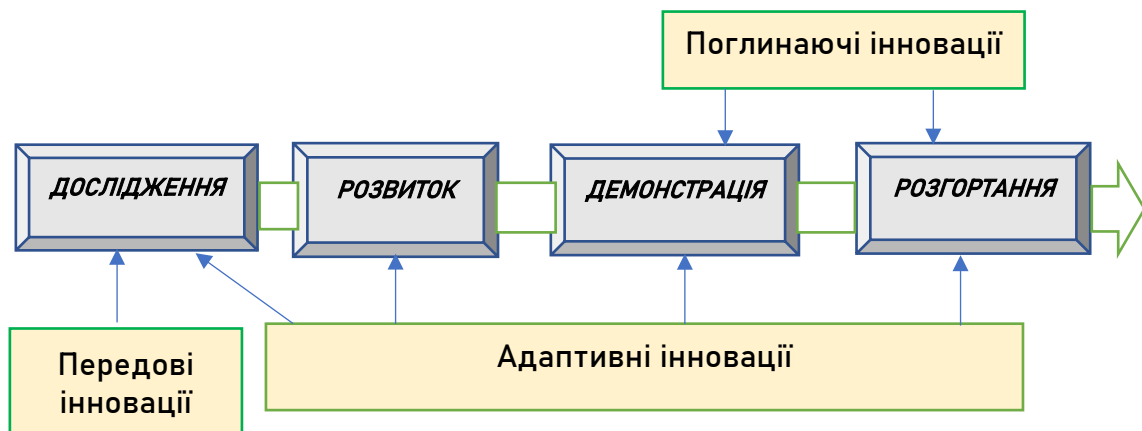 Поглинаючі інновації
ДОСЛІДЖЕННЯ
РОЗВИТОК
ДЕМОНСТРАЦІЯ
РОЗГОРТАННЯ
Передові
інновації
Адаптивні інновації